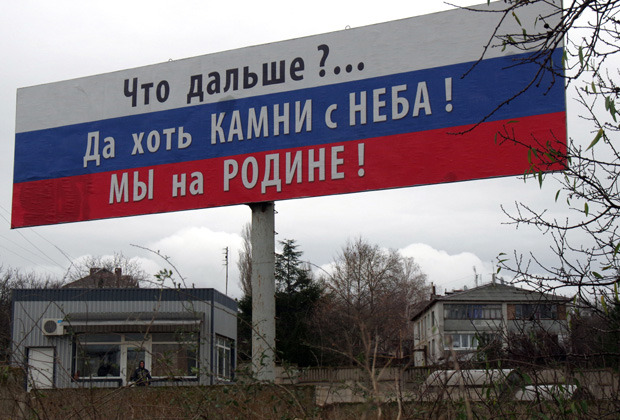 Что дальше ?...
Да хоть КАМНИ с НЕБА !
МЫ на РОДИНЕ !